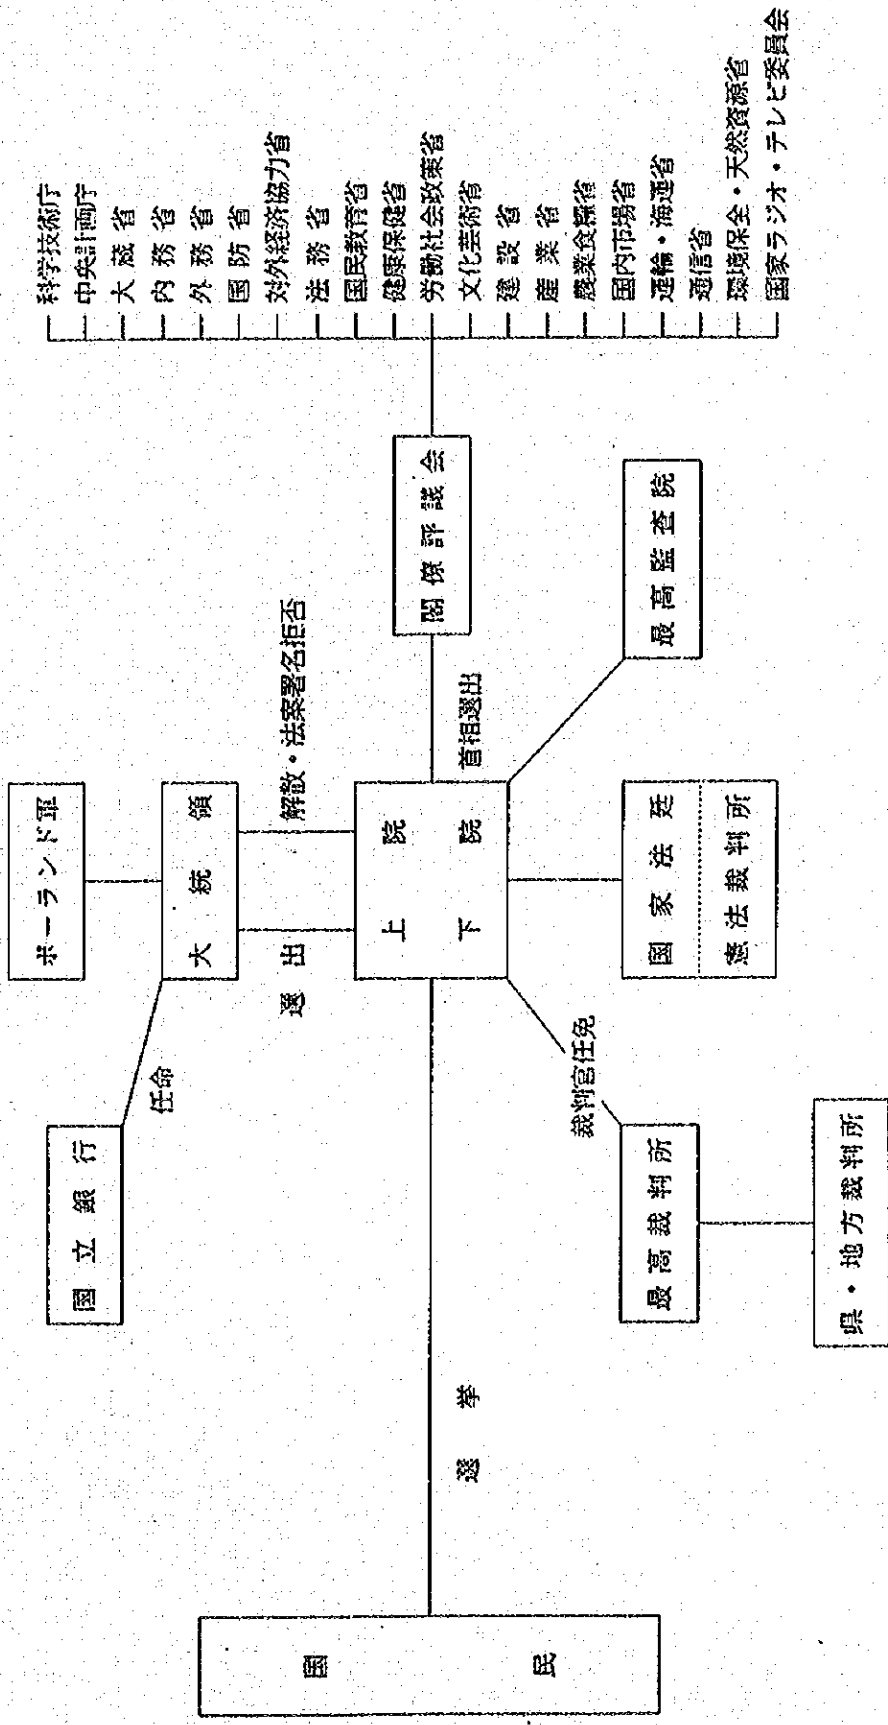 ポーランド軍
国立銀行
任命
大統領
選出
解散・法案署名拒否
国民
選挙
上院
下院
首相選出
閣僚評議会
科学技術庁
中央計画庁
大蔵省
内務省
外務省
国防省
対外経済協力省
法務省
国民教育省
健康保健省
労働社会政策省
文化芸術省
建設省
産業省
農業食糧省
国内市場省
運輸・海運省
通信省
環境保全・天然資源省
国家ラジオ・テレビ委員会
裁判官任免
最高裁判所
県・地方裁判所
国家法廷
憲法裁判所
最高監査院